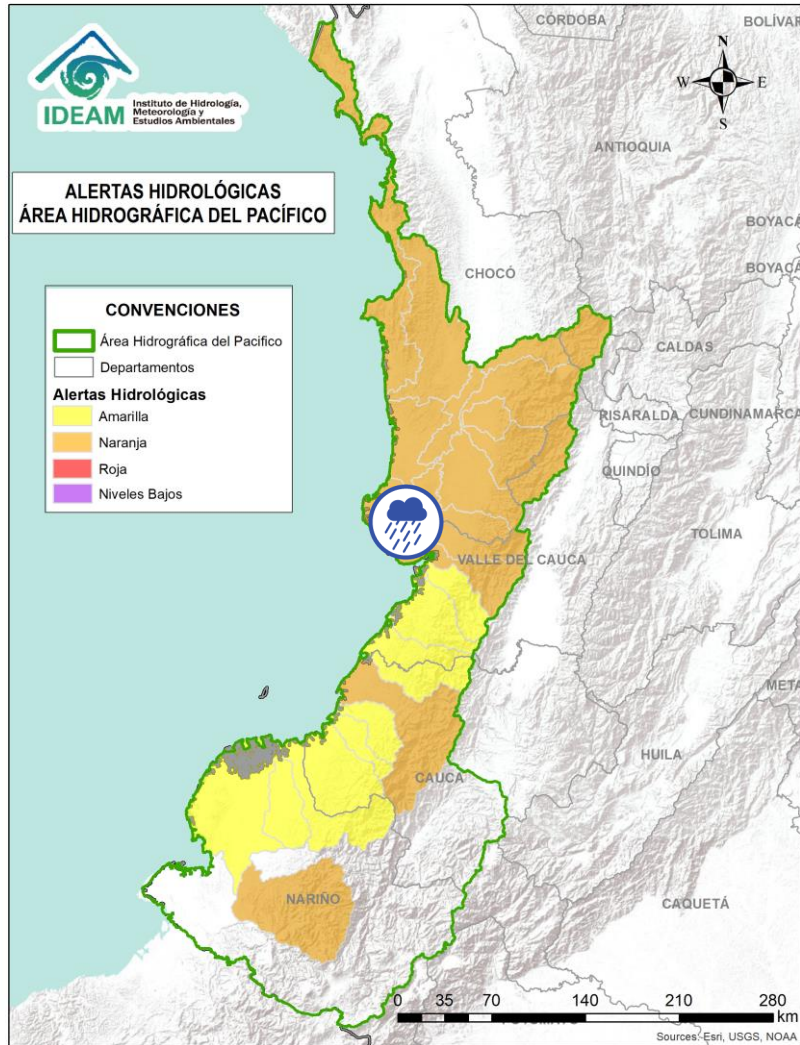 CÓRDOBA
BOLÍVAR
N
W
E
S
IDEAM
Instituto de Hidrología,
Meteorología y
Estudios Ambientales
ANTIOQUIA
ALERTAS HIDROLÓGICAS
ÁREA HIDROGRÁFICA DEL PACÍFICO
BOYACÁ
BOYACÁ
CHOCÓ
CONVENCIONES
Área Hidrográfica del Pacifico
Departamentos
Alertas Hidrológicas
Amarilla
Naranja
Roja
Niveles Bajos
CALDAS
RISARALDA
CUNDINAMARCA
QUINDÍO
TOLIMA
VALLE DEL CAUCA
META
HUILA
CAUCA
NARIÑO
CAQUETÁ
0 35 70 140 210 280
km
Sources: Esri, USGS, NOAA